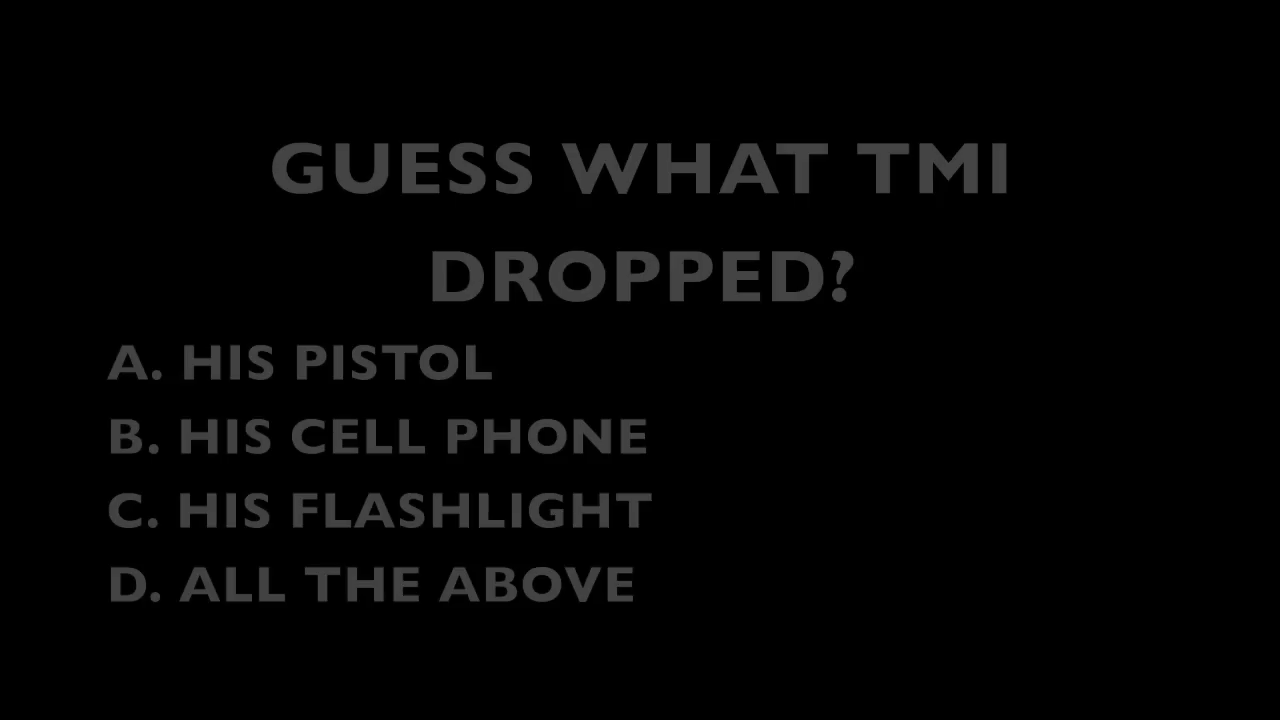 GUESS WHAT TMI
DROPPED?
A. HIS PISTOL
B. HIS CELL PHONE
C. HIS FLASHLIGHT
D. ALL THE ABOVE